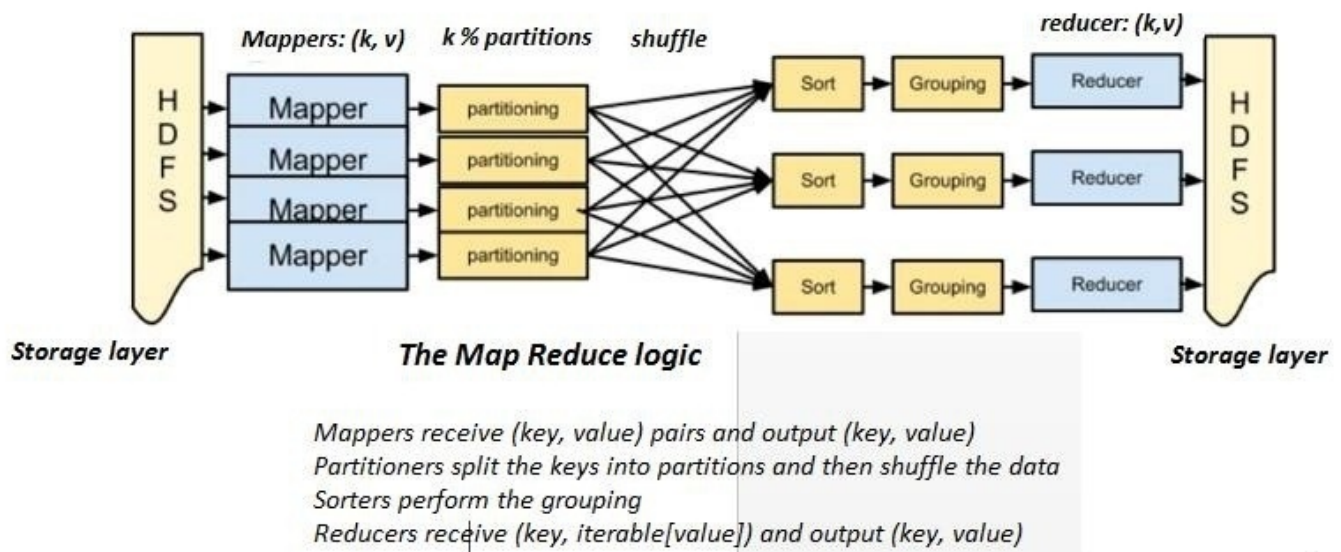 Mappers: (k, v) k % partitions shuffle reducer: (k,v)
H
D
F
S
Mapper
Mapper
Mapper
Mapper
partitioning
partitioning
partitioning
partitioning
Sort Grouping Reducer
Sort Grouping Reducer
Sort Grouping Reducer
H
D
F
S
Storage layer
The Map Reduce logic
Storage layer
Mappers receive (key, value) pairs and output (key, value)
Partitioners split the keys into partitions and then shuffle the data
Sorters perform the grouping
Reducers receive (key, iterable[value]) and output (key, value)